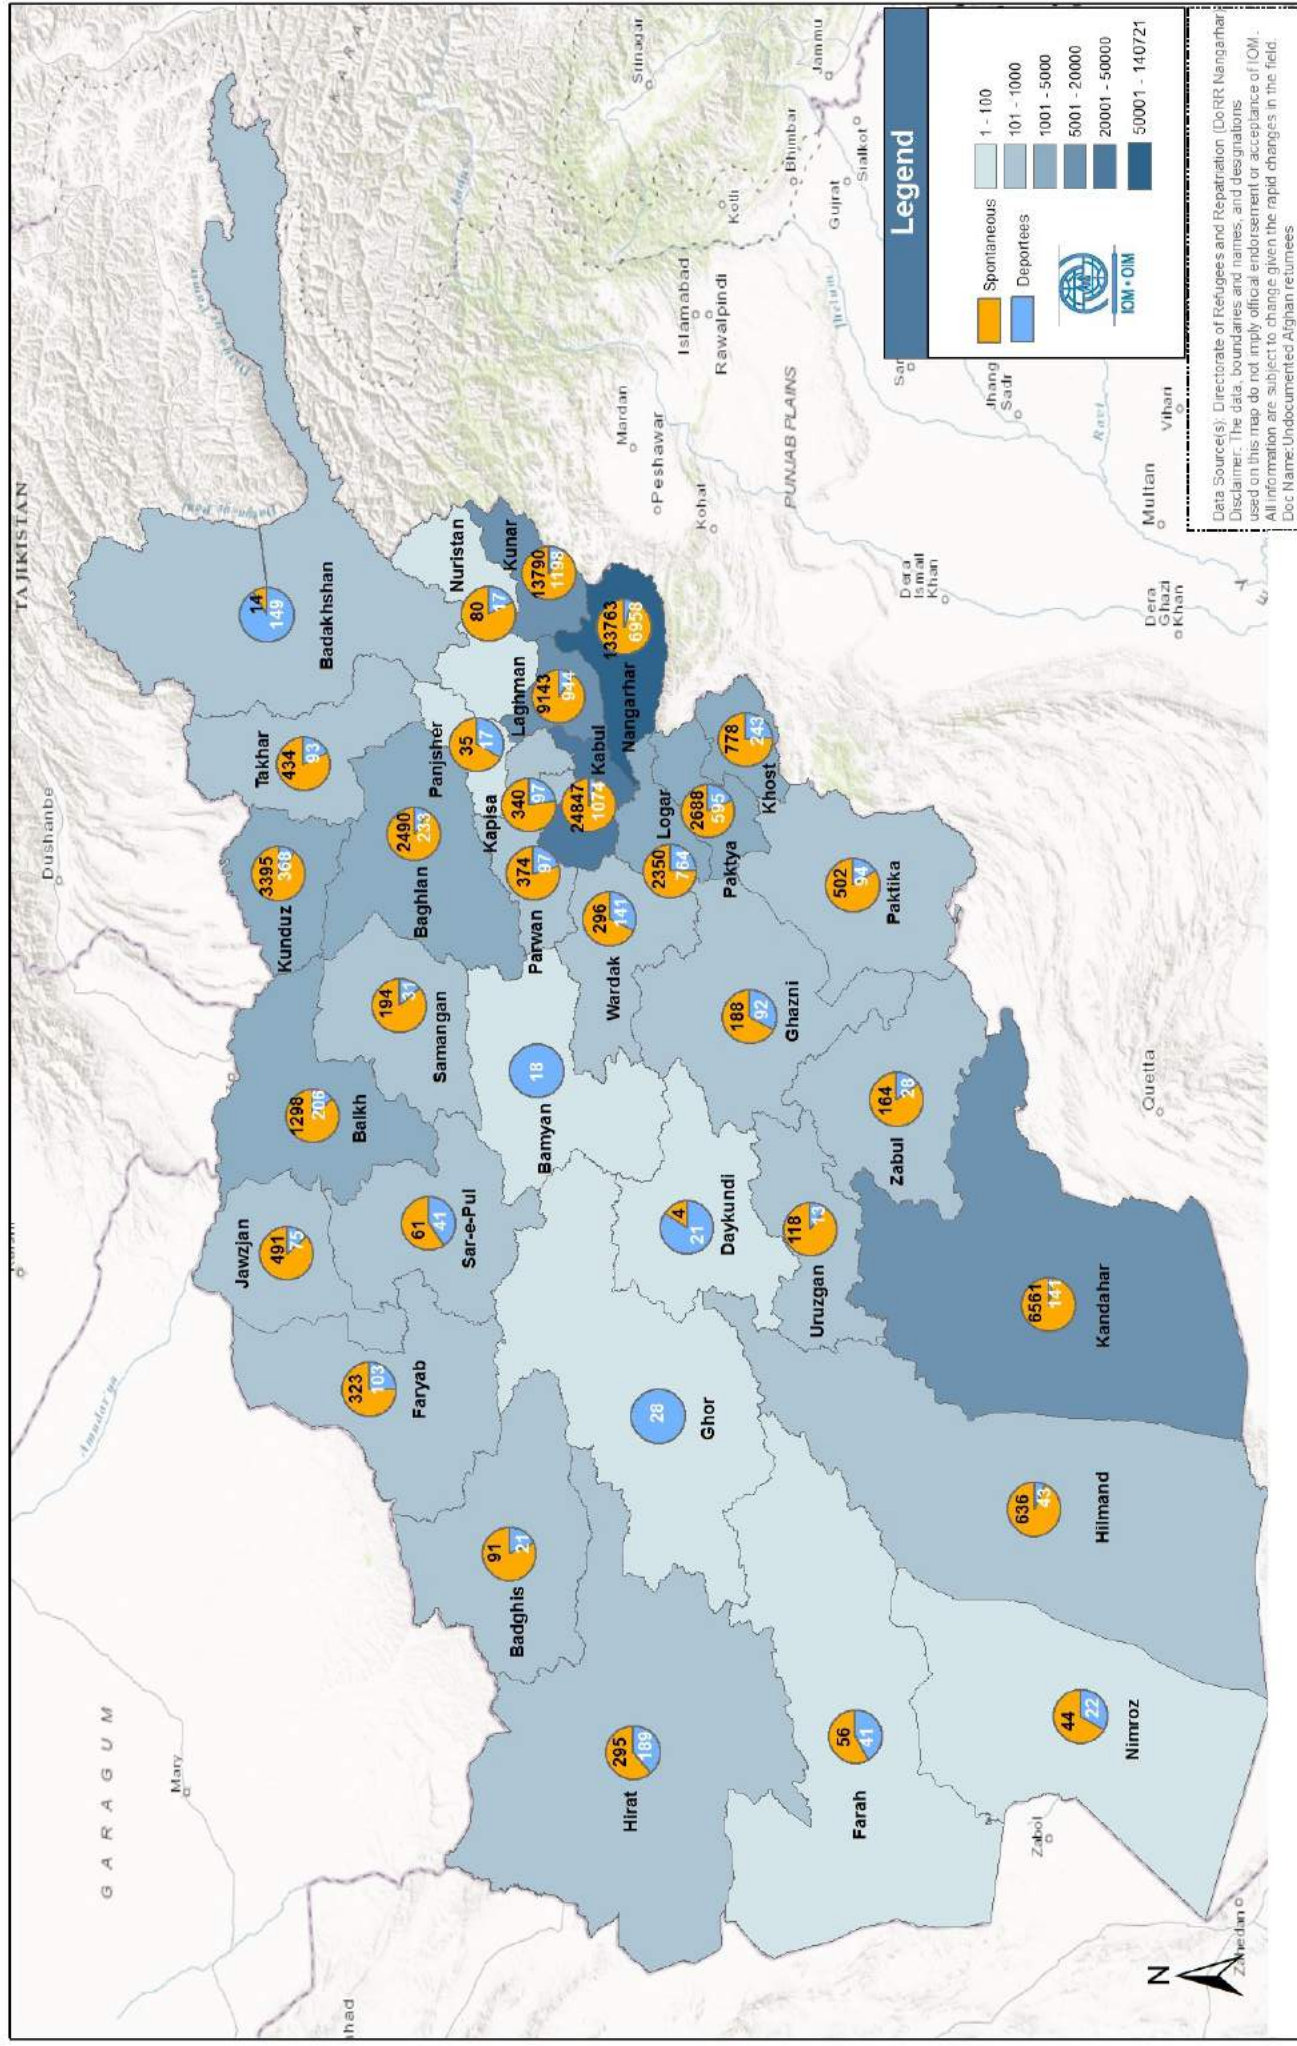 TAJIKISTAN
Dushanbe
Amudar'ya
GARAGUM
Mary
Srinagar
Jammu
Bhimbar
Kotli
Gujrat
Sialkot
Islamabad
Rawalpindi
Mardan
Peshawar
Kohat
PUNJAB PLAINS
Jhelum
Jhang
Sadr
Ravi
Vihari
Multan
Dera
Ismail
Khan
Dera
Ghazi
Khan
Quetta
Zabol
Zahedan
14
149
Badakhshan
Takhar
434
93
Kunduz
3395
368
Baghlan
2490
233
Panjsher
35
17
Nuristan
80
17
Kunar
13790
1198
Laghman
9143
944
Nangarhar
133763
6958
Kabul
24847
1074
Kapisa
340
97
Parwan
374
97
Logar
2350
764
Paktya
2688
595
Khost
778
243
Paktika
502
94
Wardak
296
141
Ghazni
188
92
Zabul
164
28
Samangan
194
31
Balkh
1298
206
Bamyan
18
Jawzjan
491
75
Sar-e-Pul
61
41
Faryab
323
103
Daykundi
4
21
Uruzgan
118
13
Ghor
28
Badghis
91
21
Hirat
295
189
Farah
56
41
Nimroz
44
22
Hilmand
636
43
Kandahar
6561
141
N
Legend
Spontaneous
Deportees
1 - 100
101 - 1000
1001 - 5000
5001 - 20000
20001 - 50000
50001 - 140721
IOM • OIM
Data Source(s): Directorate of Refugees and Repatriation (DoRR Nangarhar)
Disclaimer: The data, boundaries and names, and designations
used on this map do not imply official endorsement or acceptance of IOM.
All information are subject to change given the rapid changes in the field.
Doc Name: Undocumented Afghan returnees